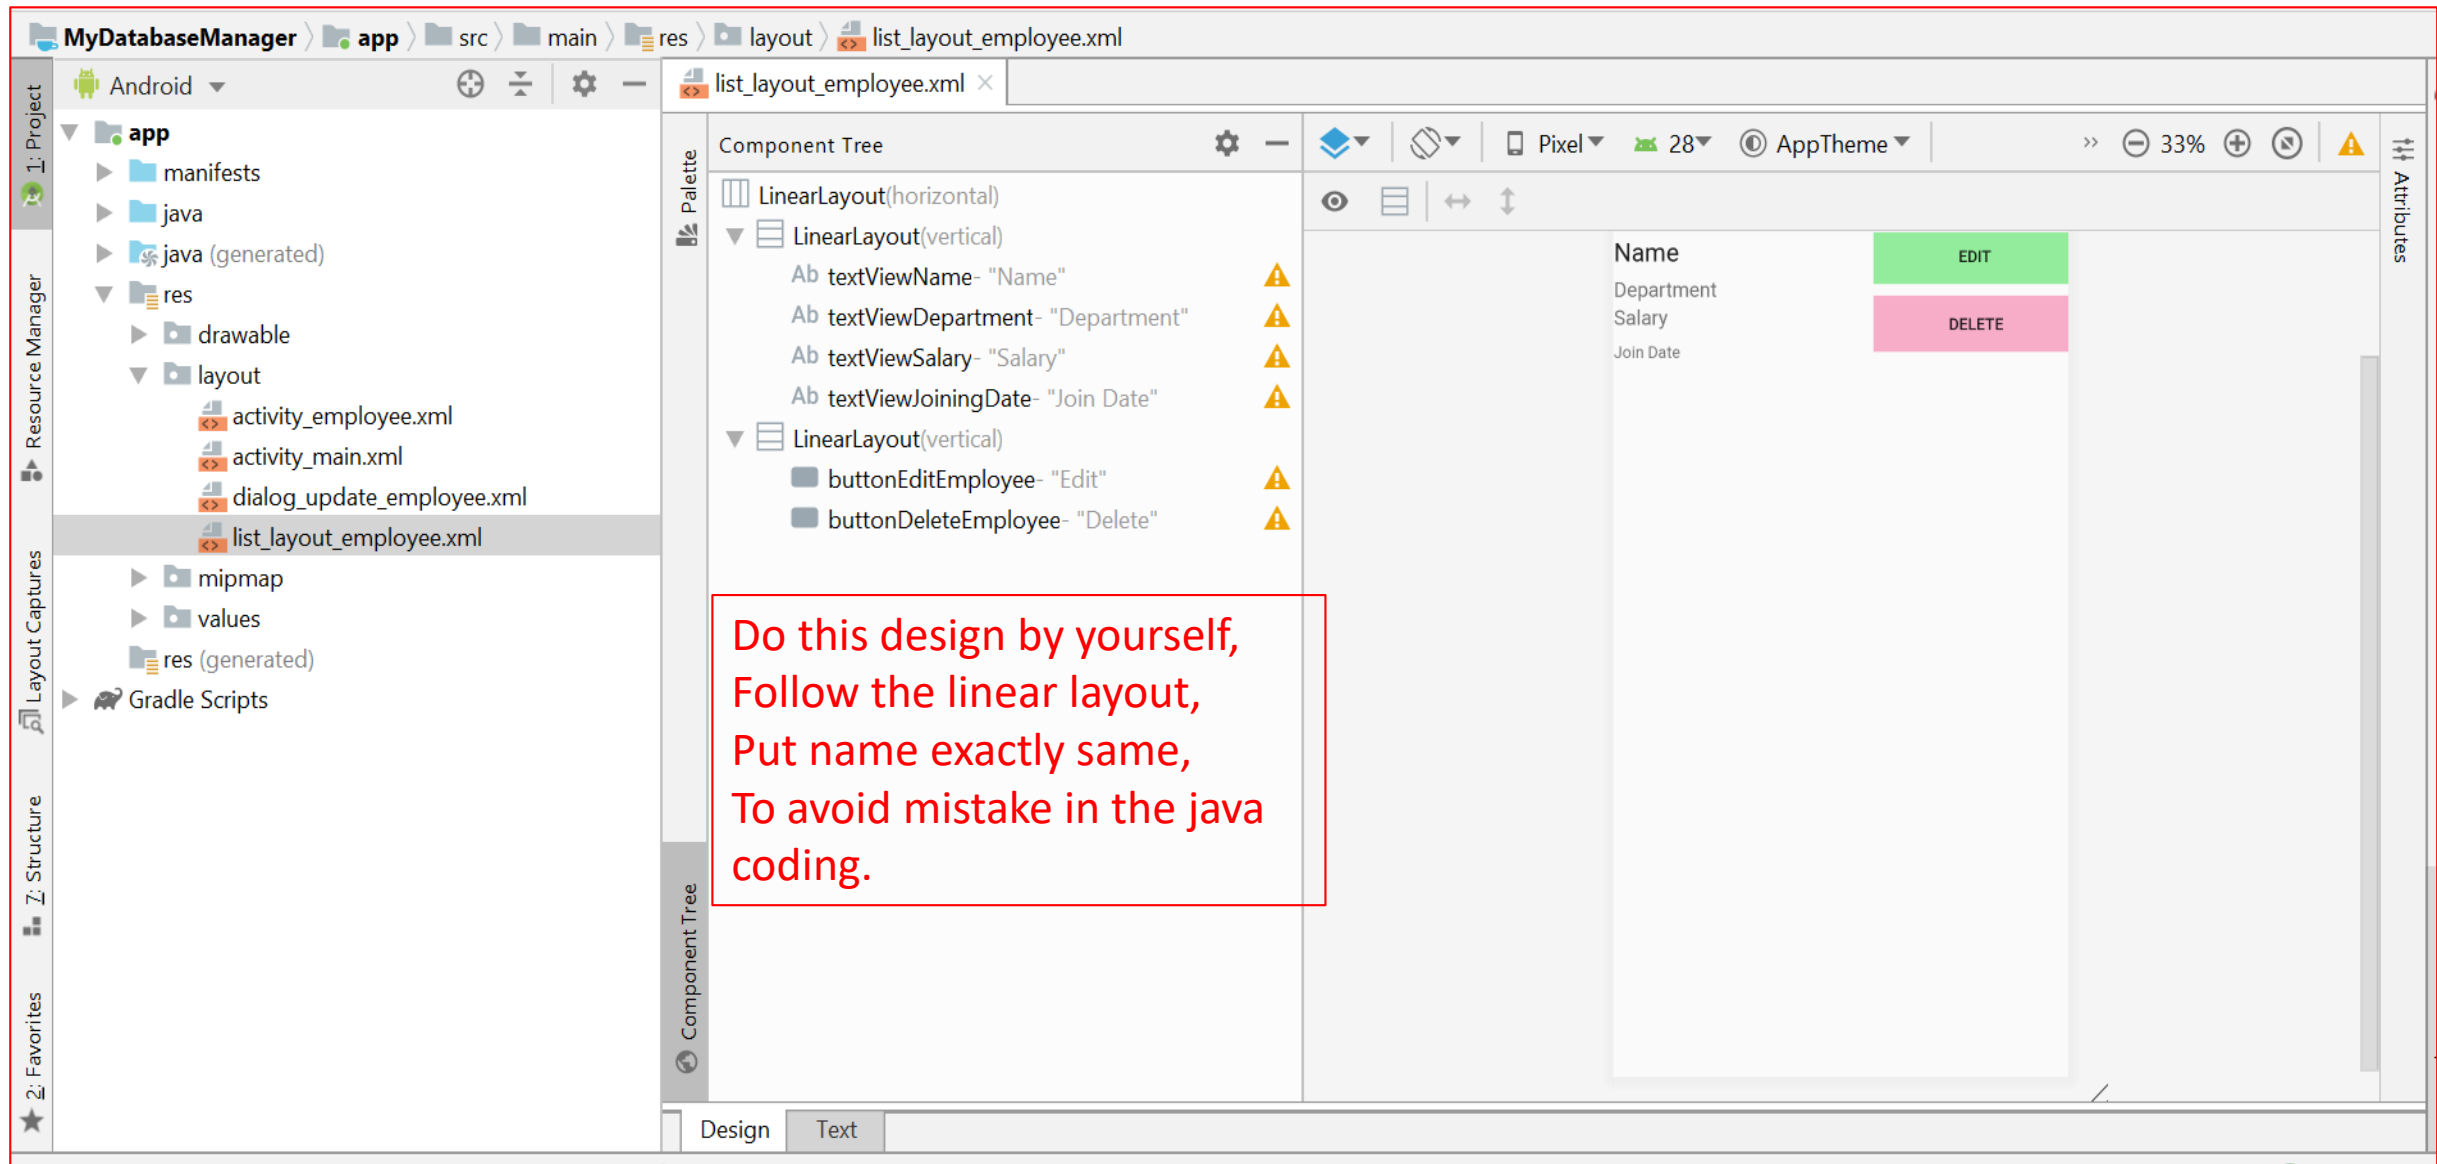 MyDatabaseManager app src main res layout list_layout_employee.xml
1: Project
Resource Manager
Layout Captures
7: Structure
2: Favorites
Android
app
manifests
java
java (generated)
res
drawable
layout
activity_employee.xml
activity_main.xml
dialog_update_employee.xml
list_layout_employee.xml
mipmap
values
res (generated)
Gradle Scripts
list_layout_employee.xml
Palette
Component Tree
Component Tree
LinearLayout(horizontal)
LinearLayout(vertical)
Ab textViewName- "Name"
Ab textViewDepartment- "Department"
Ab textViewSalary- "Salary"
Ab textViewJoiningDate- "Join Date"
LinearLayout(vertical)
buttonEditEmployee- "Edit"
buttonDeleteEmployee- "Delete"
Do this design by yourself,
Follow the linear layout,
Put name exactly same,
To avoid mistake in the java
coding.
Pixel 28 AppTheme 33%
Attributes
Name
Department
Salary
Join Date
EDIT
DELETE
Design Text